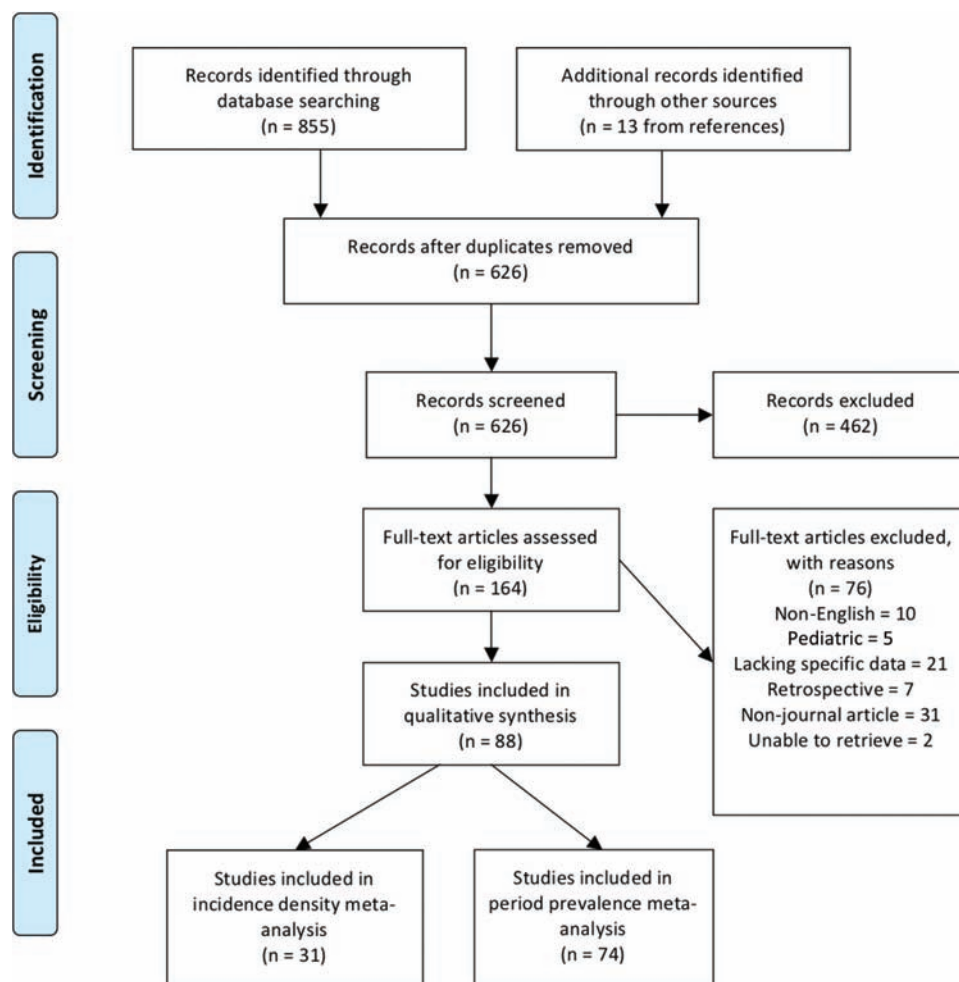 Identification
Records identified through
database searching
(n = 855)
Additional records identified
through other sources
(n = 13 from references)
Records after duplicates removed
(n = 626)
Screening
Records screened
(n = 626)
Records excluded
(n = 462)
Eligibility
Full-text articles assessed
for eligibility
(n = 164)
Full-text articles excluded,
with reasons
(n = 76)
Non-English = 10
Pediatric = 5
Lacking specific data = 21
Retrospective = 7
Non-journal article = 31
Unable to retrieve = 2
Studies included in
qualitative synthesis
(n = 88)
Included
Studies included in
incidence density meta-
analysis
(n = 31)
Studies included in
period prevalence meta-
analysis
(n = 74)